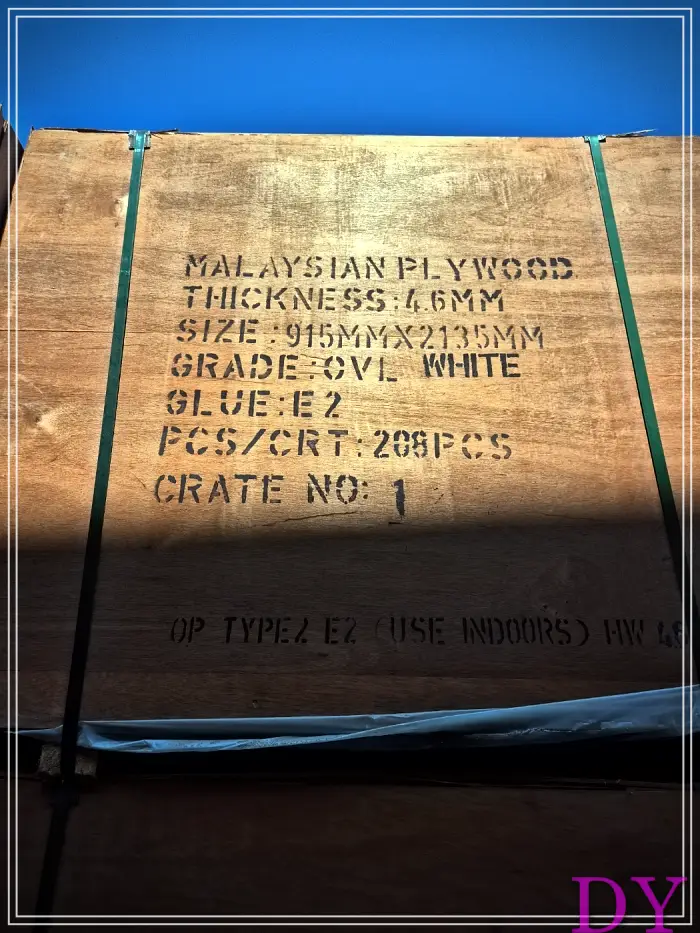 MALAYSIAN PLYWOOD
THICKNESS:4.6MM
SIZE:915MMX2135MM
GRADE:OVL WHITE
GLUE:E2
PCS/CRT:208PCS
CRATE NO: 1
OP TYPE2 E2 (USE INDOORS) HW
DY